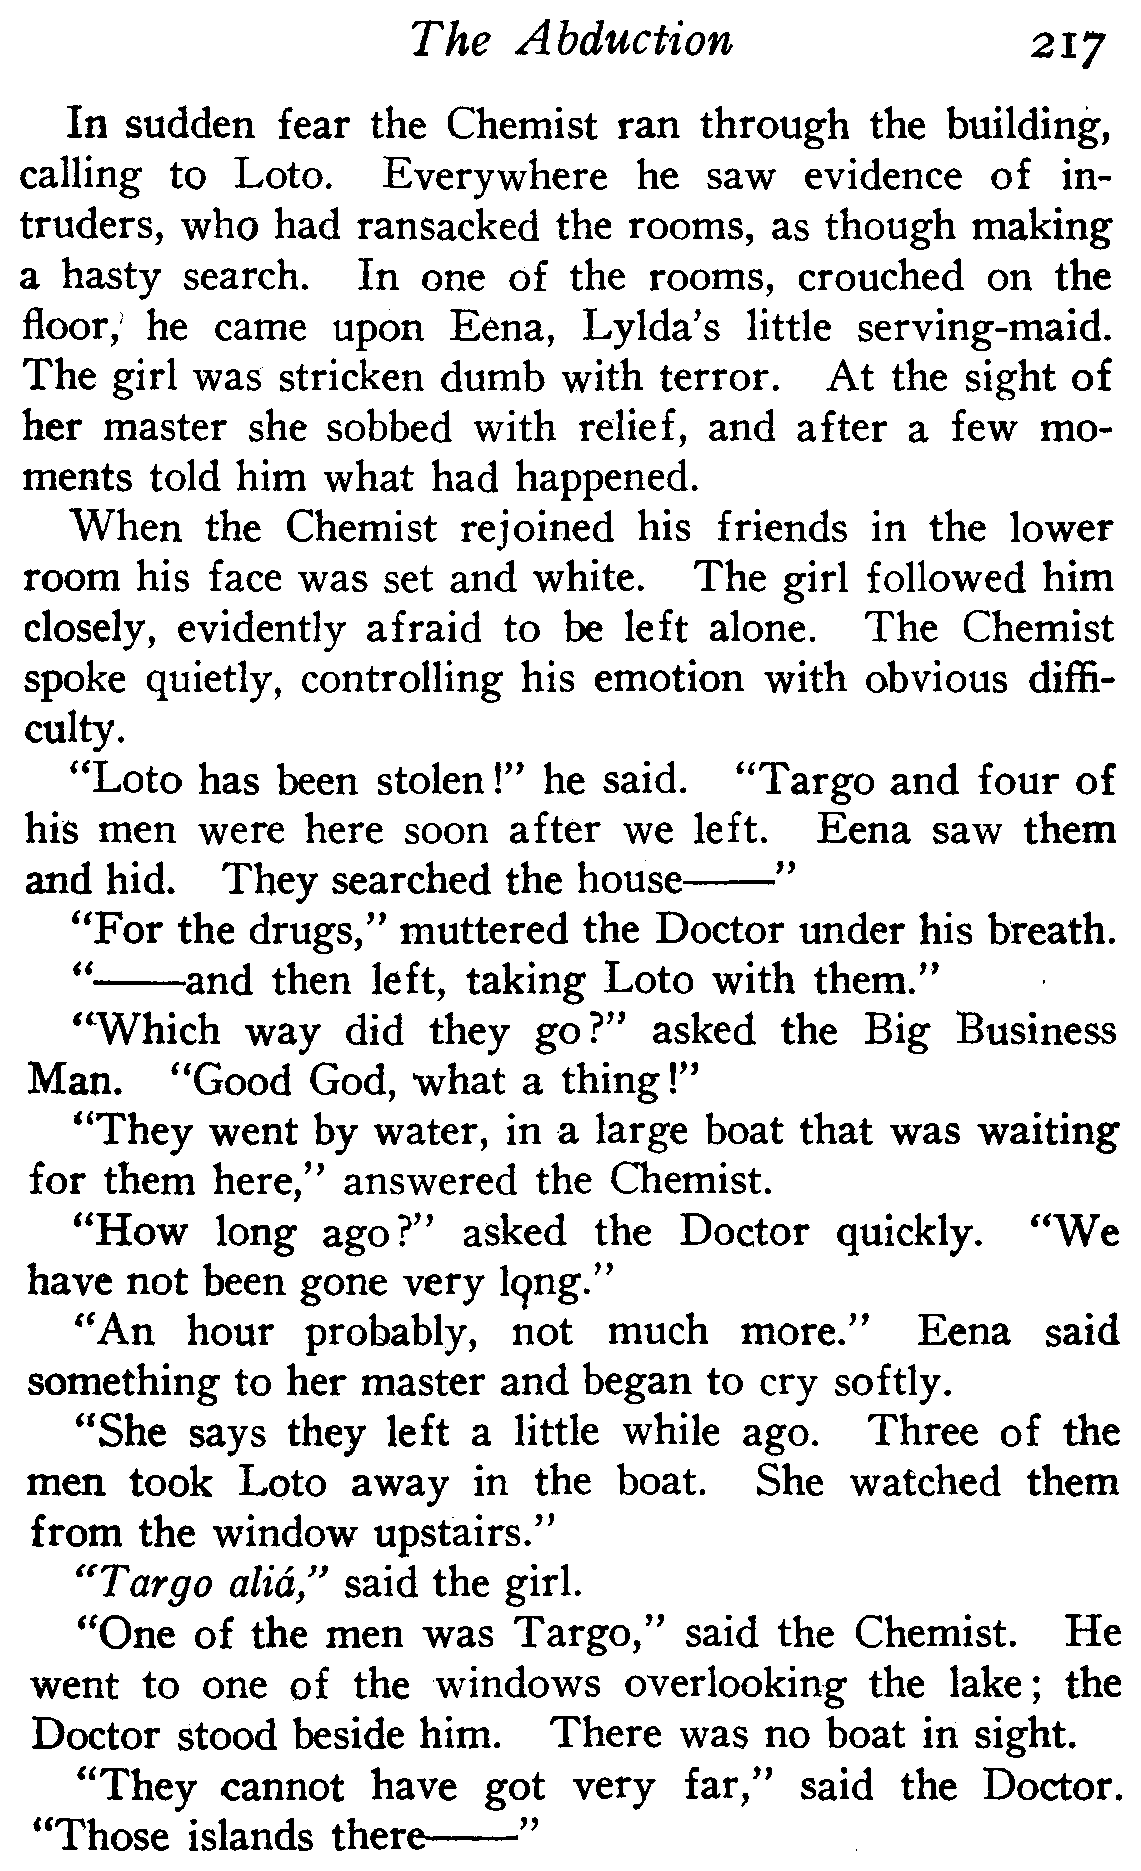 The Abduction 217
In sudden fear the Chemist ran through the building,
calling to Loto. Everywhere he saw evidence of in-
truders, who had ransacked the rooms, as though making
a hasty search. In one of the rooms, crouched on the
floor, he came upon Eena, Lylda's little serving-maid.
The girl was stricken dumb with terror. At the sight of
her master she sobbed with relief, and after a few mo-
ments told him what had happened.
When the Chemist rejoined his friends in the lower
room his face was set and white. The girl followed him
closely, evidently afraid to be left alone. The Chemist
spoke quietly, controlling his emotion with obvious diffi-
culty.
"Loto has been stolen!" he said. "Targo and four of
his men were here soon after we left. Eena saw them
and hid. They searched the house——"
"For the drugs," muttered the Doctor under his breath.
"——and then left, taking Loto with them."
"Which way did they go?" asked the Big Business
Man. "Good God, what a thing!"
"They went by water, in a large boat that was waiting
for them here," answered the Chemist.
"How long ago?" asked the Doctor quickly. "We
have not been gone very long."
"An hour probably, not much more." Eena said
something to her master and began to cry softly.
"She says they left a little while ago. Three of the
men took Loto away in the boat. She watched them
from the window upstairs."
"Targo aliá," said the girl.
"One of the men was Targo," said the Chemist. He
went to one of the windows overlooking the lake; the
Doctor stood beside him. There was no boat in sight.
"They cannot have got very far," said the Doctor.
"Those islands there——"